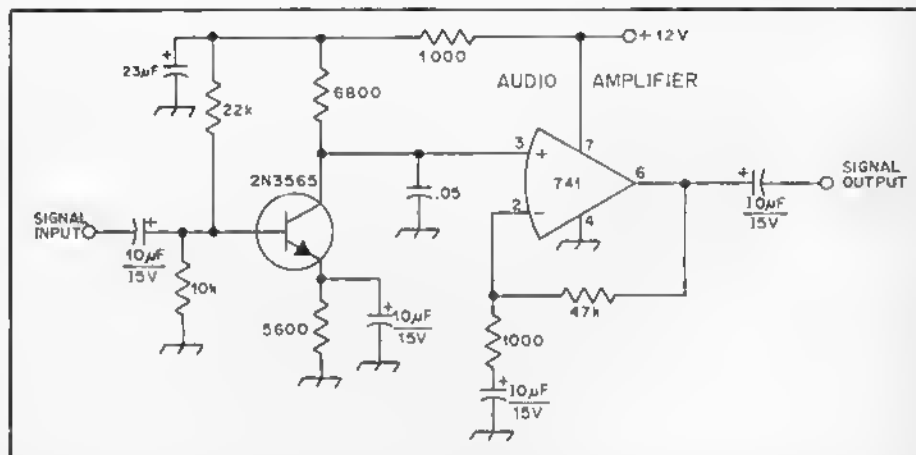 +12V
1000
23µF
+
6800
22k
AUDIO AMPLIFIER
3
+
7
2N3565
741
6
SIGNAL
OUTPUT
+
10µF
15V
.05
2
−
4
SIGNAL
INPUT
+
10µF
15V
10k
47k
5600
+
10µF
15V
1000
+
10µF
15V